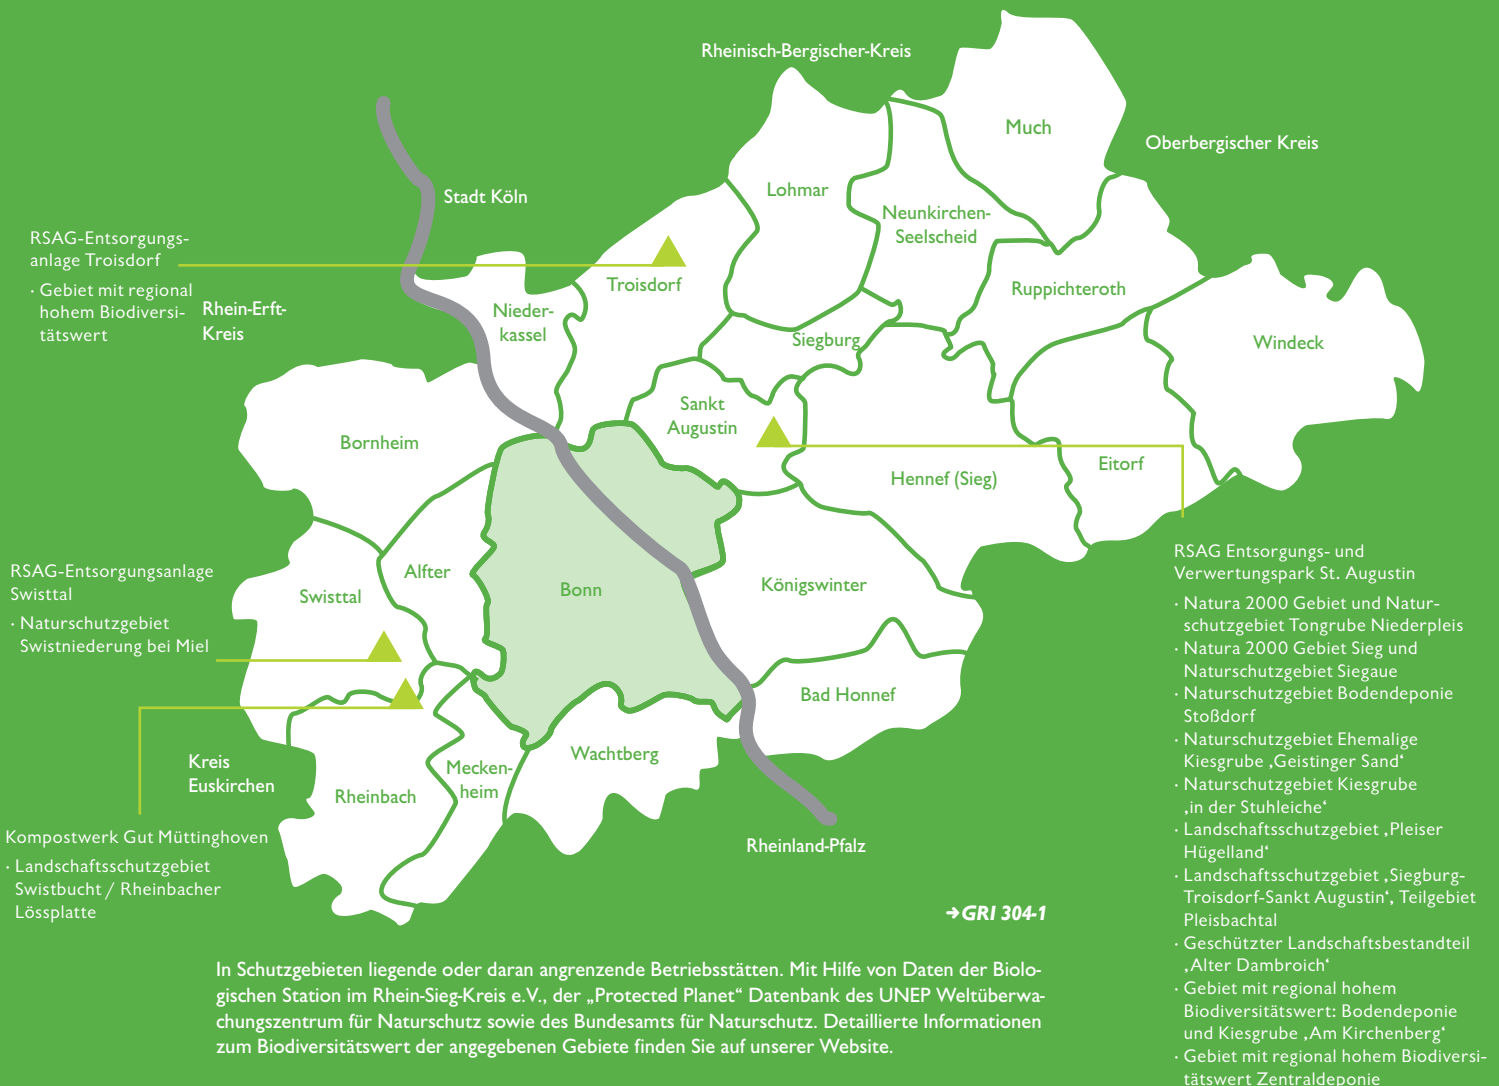 Rheinisch-Bergischer-Kreis
Much
Oberbergischer Kreis
Stadt Köln
Lohmar
Neunkirchen-
Seelscheid
RSAG-Entsorgungs-
anlage Troisdorf
· Gebiet mit regional
hohem Biodiversi-
tätswert
Rhein-Erft-
Kreis
Troisdorf
Ruppichteroth
Nieder-
kassel
Siegburg
Windeck
Sankt
Augustin
Bornheim
Eitorf
Hennef (Sieg)
RSAG-Entsorgungsanlage
Swisttal
· Naturschutzgebiet
Swistniederung bei Miel
Alfter
Swisttal
Bonn
Königswinter
Bad Honnef
Wachtberg
Kreis
Euskirchen
Mecken-
heim
Rheinbach
Kompostwerk Gut Müttinghoven
· Landschaftsschutzgebiet
Swistbucht / Rheinbacher
Lössplatte
Rheinland-Pfalz
RSAG Entsorgungs- und
Verwertungspark St. Augustin
· Natura 2000 Gebiet und Natur-
schutzgebiet Tongrube Niederpleis
· Natura 2000 Gebiet Sieg und
Naturschutzgebiet Siegaue
· Naturschutzgebiet Bodendeponie
Stoßdorf
· Naturschutzgebiet Ehemalige
Kiesgrube ‚Geistinger Sand‘
· Naturschutzgebiet Kiesgrube
‚in der Stuhleiche‘
· Landschaftsschutzgebiet ‚Pleiser
Hügelland‘
· Landschaftsschutzgebiet ‚Siegburg-
Troisdorf-Sankt Augustin‘, Teilgebiet
Pleisbachtal
· Geschützter Landschaftsbestandteil
‚Alter Dambroich‘
· Gebiet mit regional hohem
Biodiversitätswert: Bodendeponie
und Kiesgrube ‚Am Kirchenberg‘
· Gebiet mit regional hohem Biodiversi-
tätswert Zentraldeponie
➔GRI 304-1
In Schutzgebieten liegende oder daran angrenzende Betriebsstätten. Mit Hilfe von Daten der Biolo-
gischen Station im Rhein-Sieg-Kreis e.V., der „Protected Planet“ Datenbank des UNEP Weltüberwa-
chungszentrum für Naturschutz sowie des Bundesamts für Naturschutz. Detaillierte Informationen
zum Biodiversitätswert der angegebenen Gebiete finden Sie auf unserer Website.